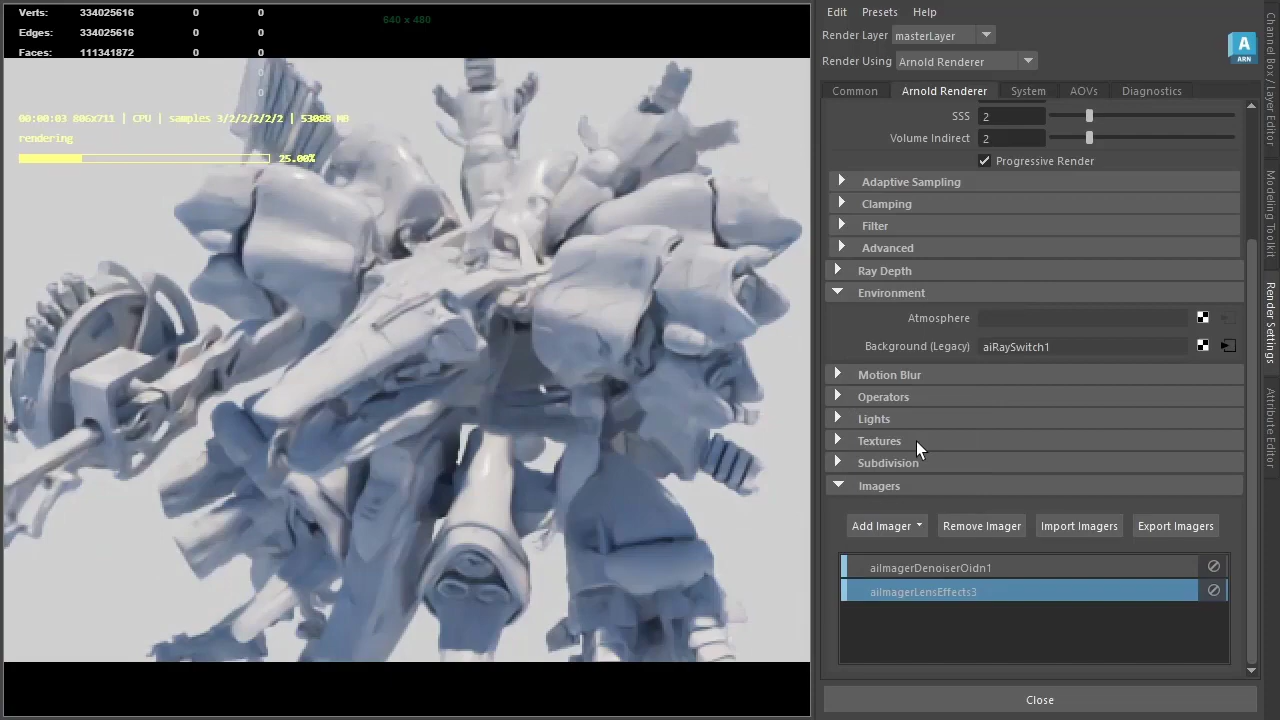 Verts: 334025616 0 0
Edges: 334025616 0 0
Faces: 111341872 0 0
0
0
640 x 480
00:00:03 806x711 | CPU | samples 3/2/2/2/2/2 | 53088 MB
rendering
25.00%
Edit Presets Help
Render Layer masterLayer
Render Using Arnold Renderer
A
ARN
Common Arnold Renderer System AOVs Diagnostics
SSS 2
Volume Indirect 2
Progressive Render
Adaptive Sampling
Clamping
Filter
Advanced
Ray Depth
Environment
Atmosphere
Background (Legacy) aiRaySwitch1
Motion Blur
Operators
Lights
Textures
Subdivision
Imagers
Add Imager Remove Imager Import Imagers Export Imagers
aiImagerDenoiserOidn1
aiImagerLensEffects3
Close
Channel Box / Layer Editor
Modeling Toolkit
Render Settings
Attribute Editor